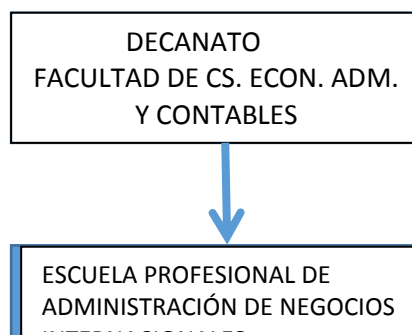 DECANATO
FACULTAD DE CS. ECON. ADM.
Y CONTABLES
ESCUELA PROFESIONAL DE
ADMINISTRACIÓN DE NEGOCIOS